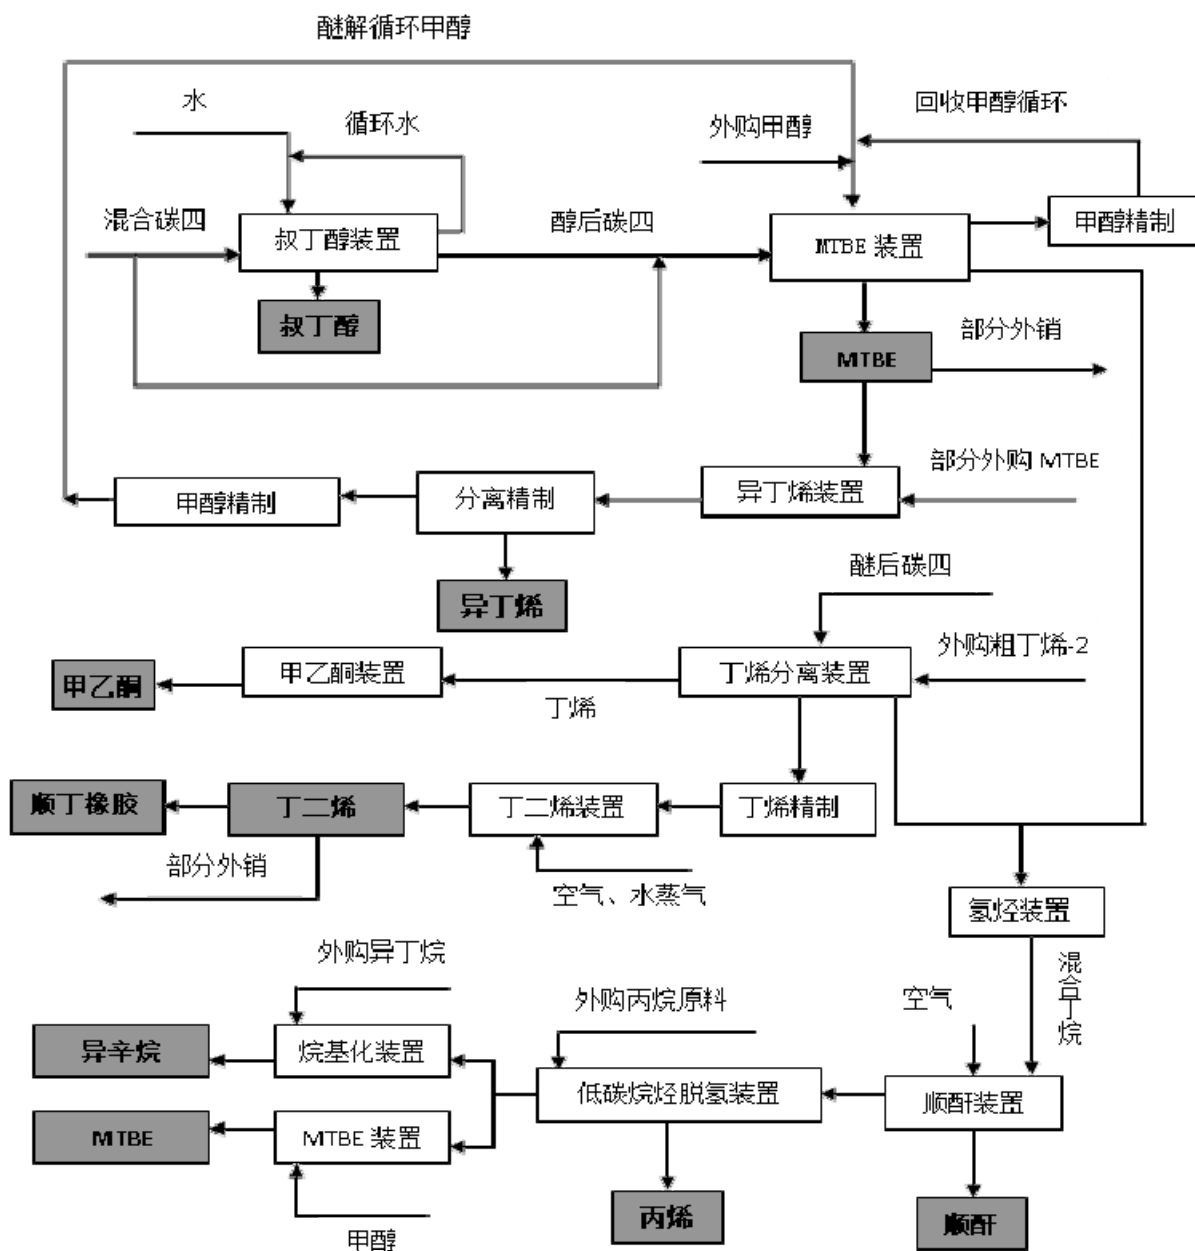 醚解循环甲醇
水
循环水
外购甲醇
回收甲醇循环
混合碳四
叔丁醇装置
醇后碳四
MTBE 装置
甲醇精制
叔丁醇
MTBE
部分外销
甲醇精制
分离精制
异丁烯装置
部分外购 MTBE
异丁烯
醚后碳四
甲乙酮
甲乙酮装置
丁烯
丁烯分离装置
外购粗丁烯-2
顺丁橡胶
丁二烯
丁二烯装置
丁烯精制
部分外销
空气、水蒸气
氢烃装置
混合丁烷
外购异丁烷
外购丙烷原料
空气
异辛烷
烷基化装置
低碳烷烃脱氢装置
顺酐装置
MTBE
MTBE 装置
甲醇
丙烯
顺酐